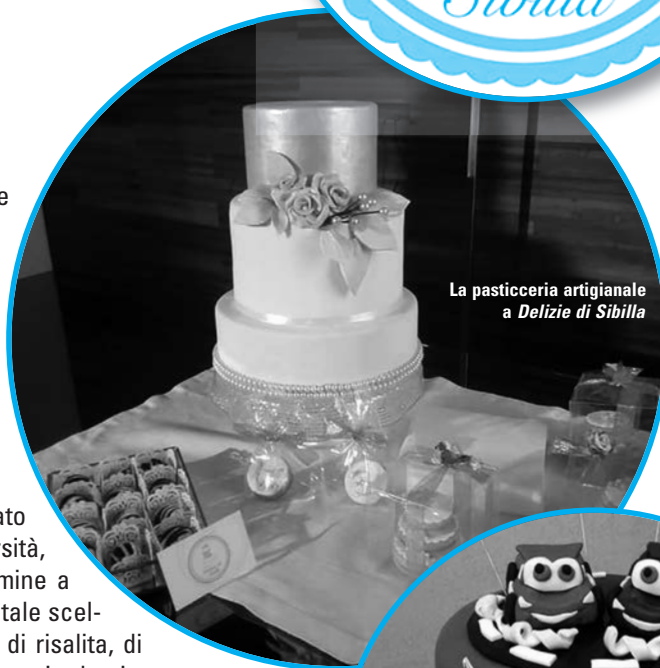 Sibilla
e
La pasticceria artigianale
a Delizie di Sibilla
ato
sità,
mine a
tale scel-
di risalita, di